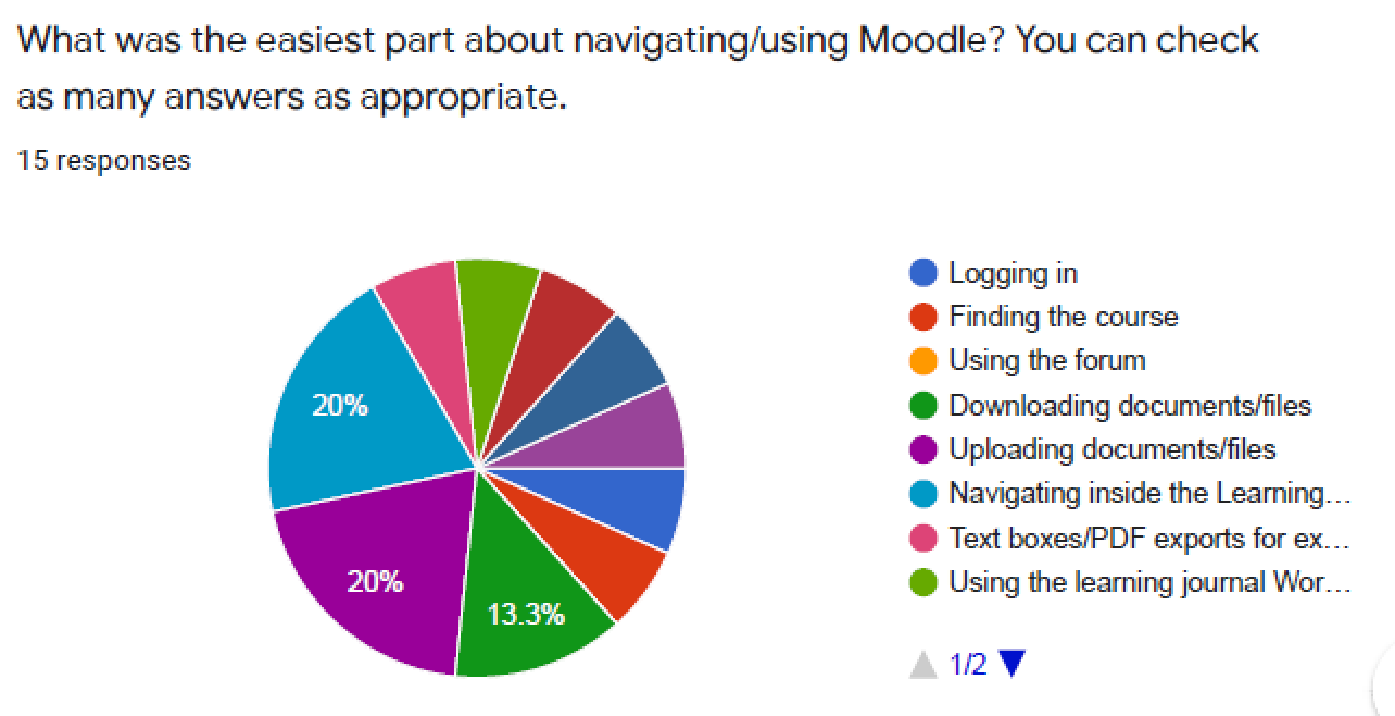 What was the easiest part about navigating/using Moodle? You can check
as many answers as appropriate.
15 responses
20%
20%
13.3%
Logging in
Finding the course
Using the forum
Downloading documents/files
Uploading documents/files
Navigating inside the Learning...
Text boxes/PDF exports for ex...
Using the learning journal Wor...
1/2